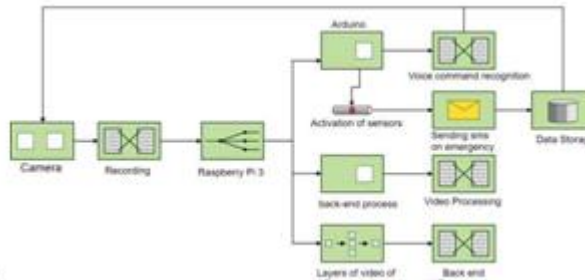 Arduino
Voice command recognition
Activation of sensors
Sending sms
on emergency
Data Storag
Camera
Recording
Raspberry Pi 3
back-end process
Video Processing
Layers of video of
Back end